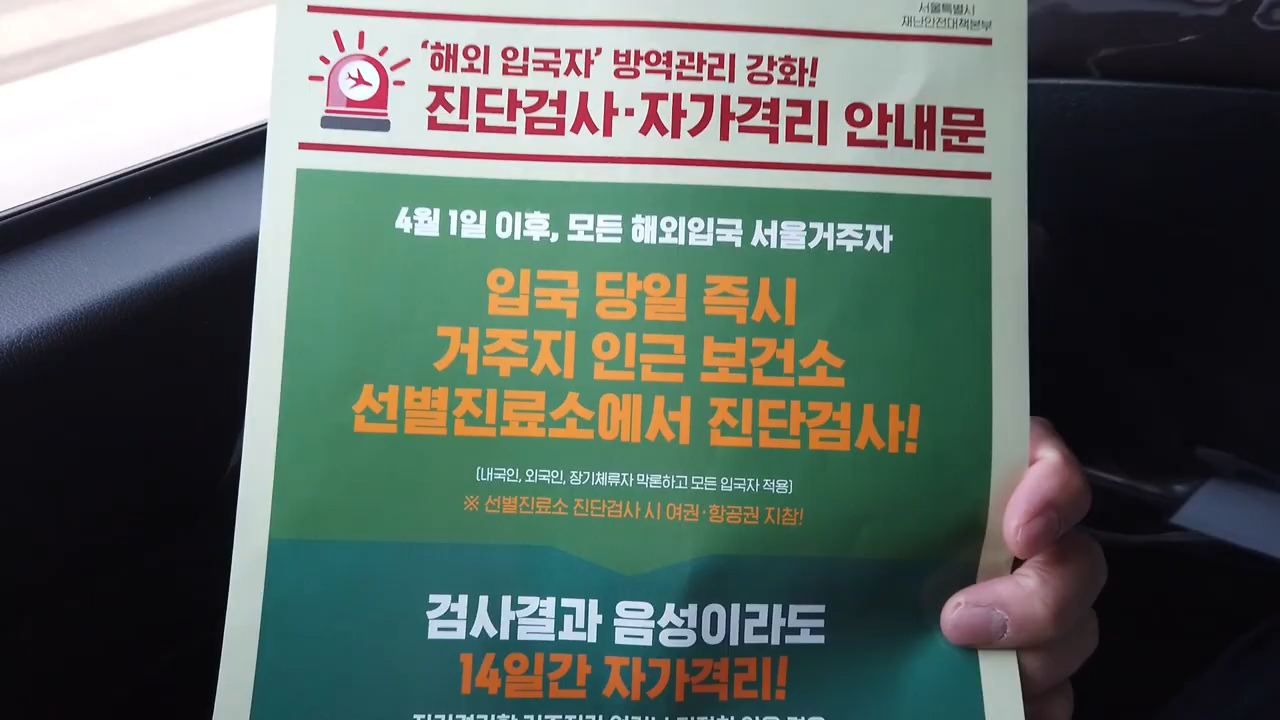 서울특별시
재난안전대책본부
‘해외 입국자’ 방역관리 강화!
진단검사·자가격리 안내문
4월 1일 이후, 모든 해외입국 서울거주자
입국 당일 즉시
거주지 인근 보건소
선별진료소에서 진단검사!
(내국인, 외국인, 장기체류자 막론하고 모든 입국자 적용)
※ 선별진료소 진단검사 시 여권·항공권 지참!
검사결과 음성이라도
14일간 자가격리!